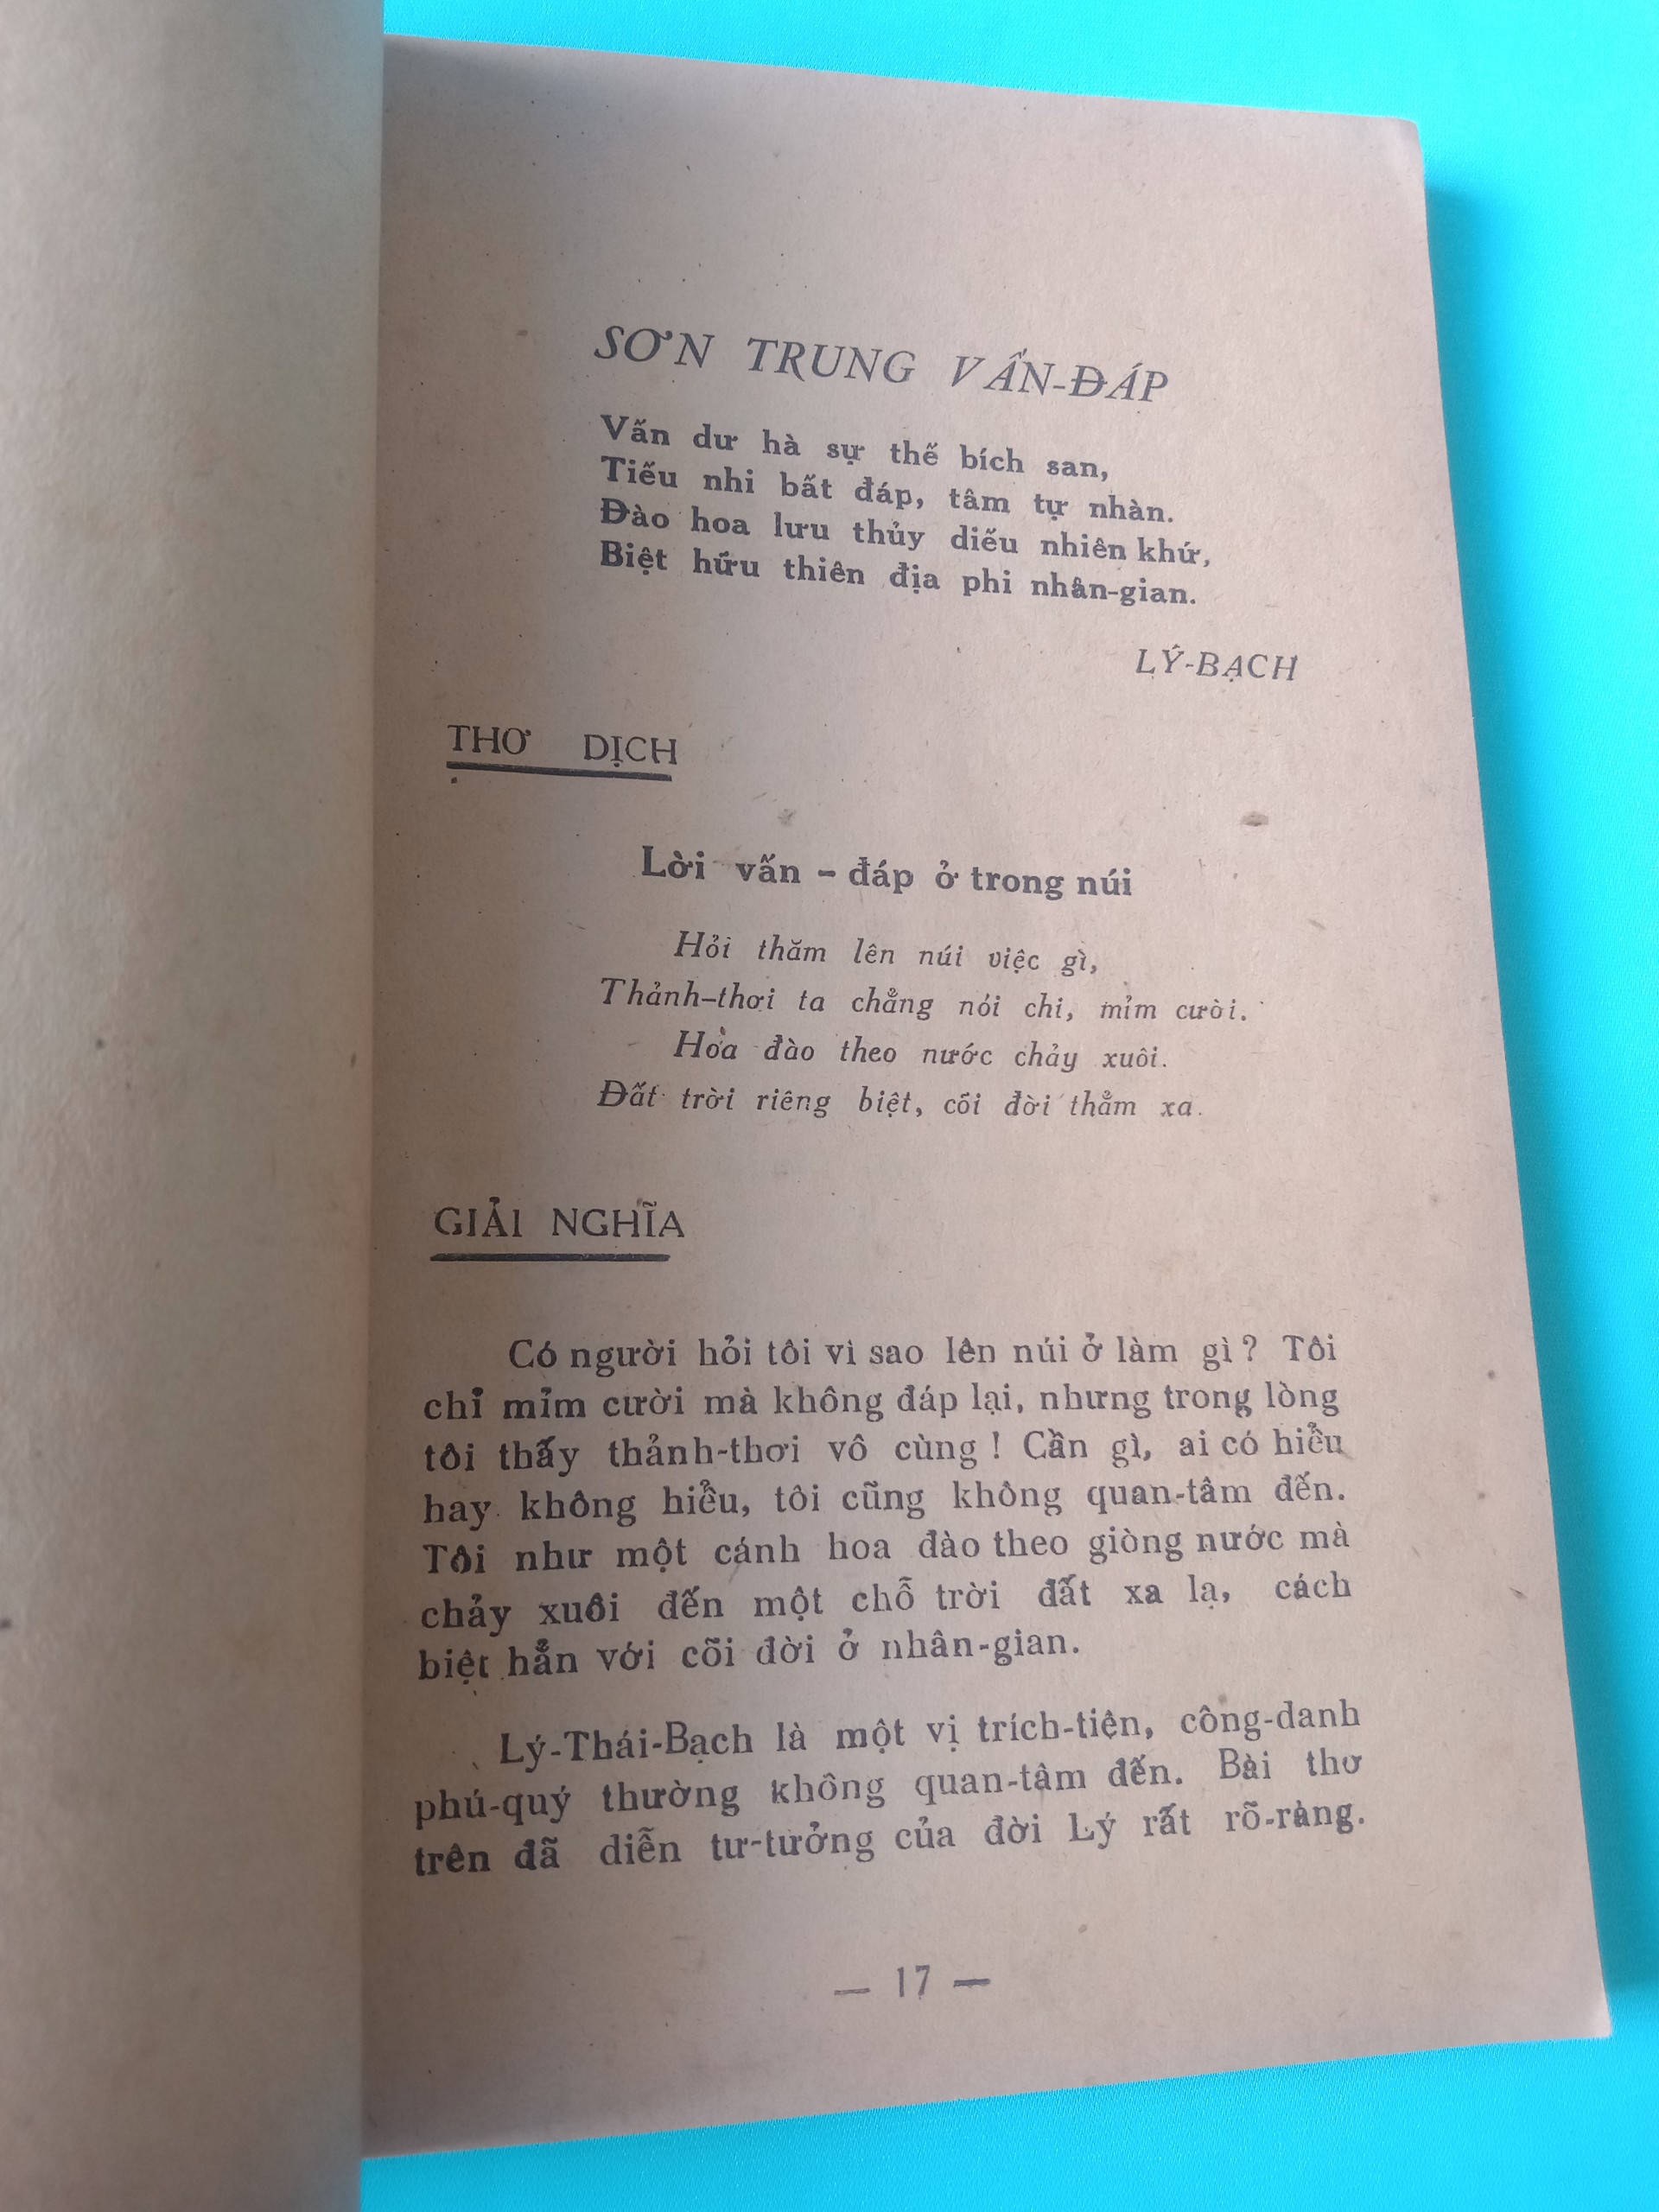 SƠN TRUNG VẤN-ĐÁP
Vấn dư hà sự thế bích san,
Tiếu nhi bất đáp, tâm tự nhàn.
Đào hoa lưu thủy diếu nhiên khứ,
Biệt hữu thiên địa phi nhân-gian.
LÝ-BẠCH
THƠ DỊCH
Lời vấn - đáp ở trong núi
Hỏi thăm lên núi việc gì,
Thảnh-thơi ta chẳng nói chi, mỉm cười.
Hoa đào theo nước chảy xuôi.
Đất trời riêng biệt, cõi đời thẳm xa.
GIẢI NGHĨA
Có người hỏi tôi vì sao lên núi ở làm gì ? Tôi
chỉ mỉm cười mà không đáp lại, nhưng trong lòng
tôi thấy thảnh-thơi vô cùng ! Cần gì, ai có hiểu
hay không hiểu, tôi cũng không quan-tâm đến.
Tôi như một cánh hoa đào theo giòng nước mà
chảy xuôi đến một chỗ trời đất xa lạ, cách
biệt hẳn với cõi đời ở nhân-gian.
Lý-Thái-Bạch là một vị trích-tiên, công-danh
phú-quý thường không quan-tâm đến. Bài thơ
trên đã diễn tư-tưởng của đời Lý rất rõ-ràng.
— 17 —